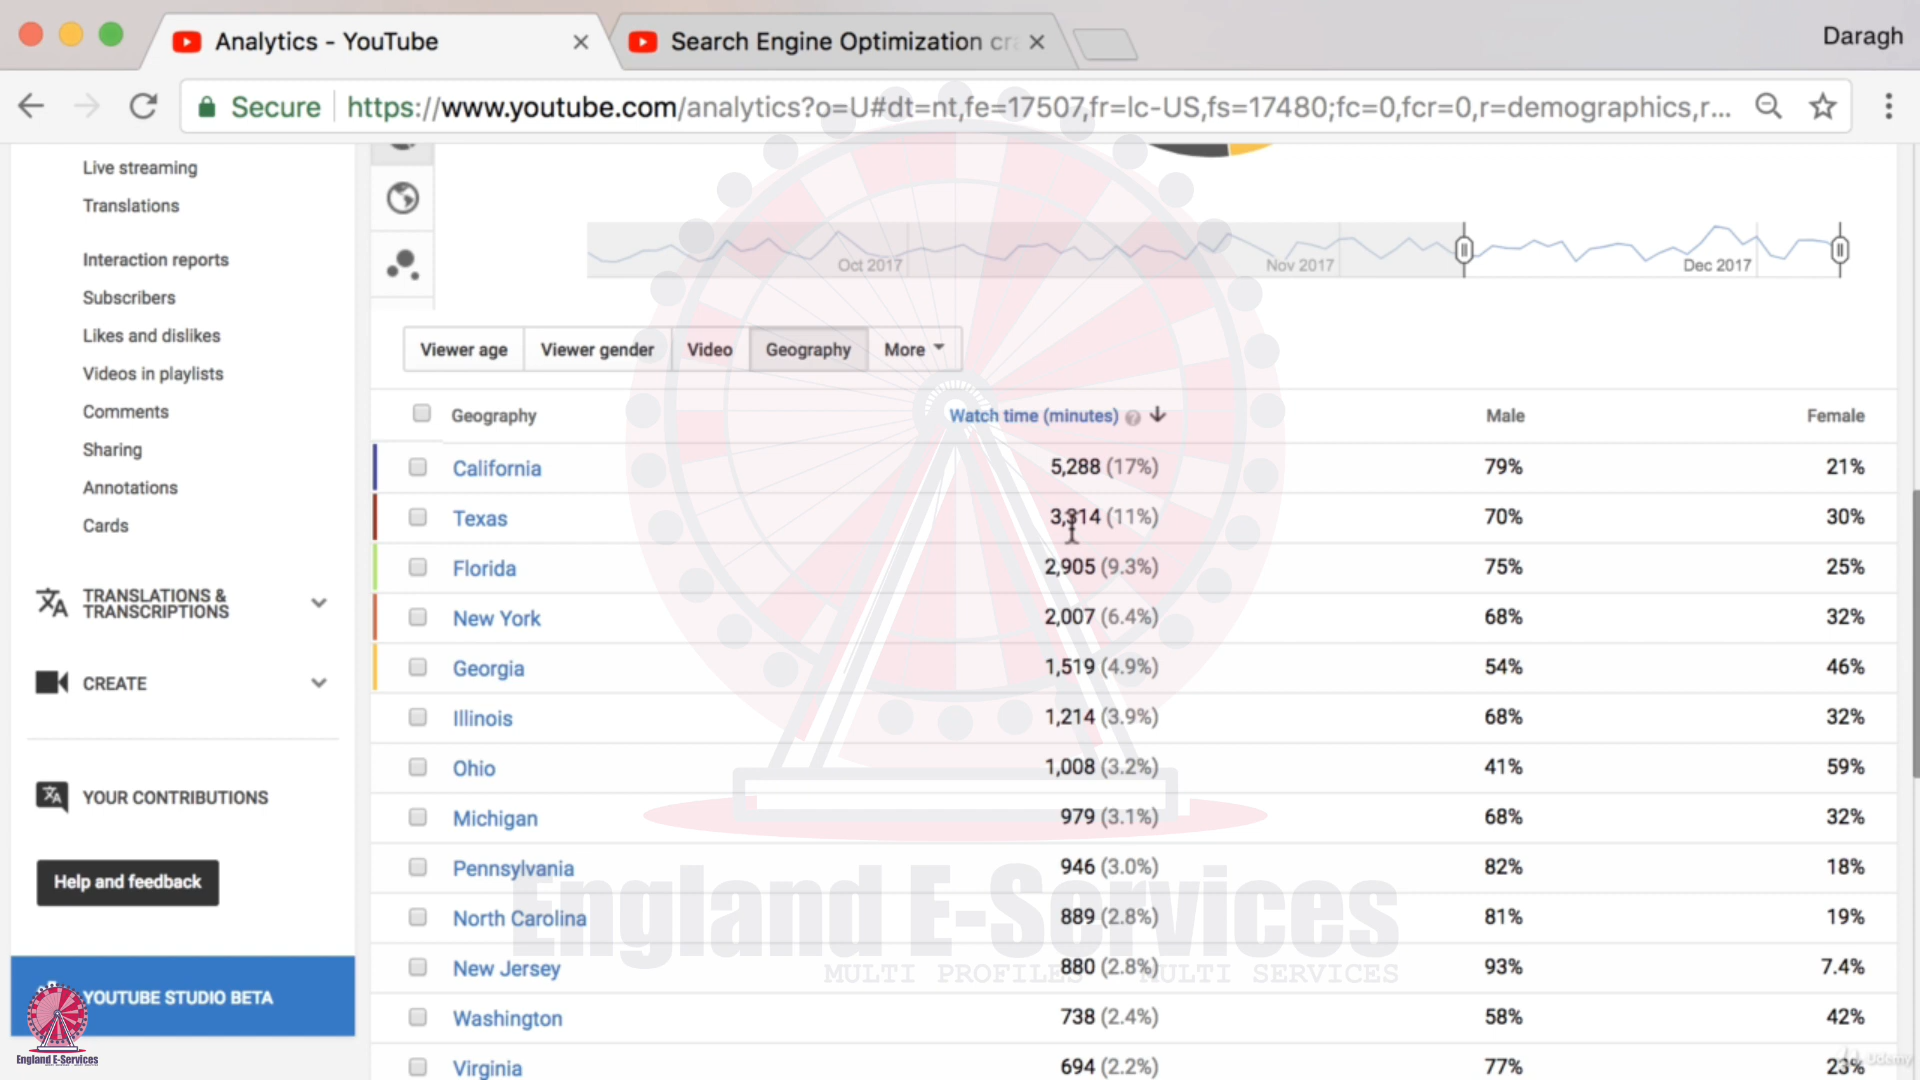 Analytics - YouTube
Search Engine Optimization cra
Daragh
Secure
https://www.youtube.com/analytics?o=U#dt=nt,fe=17507,fr=lc-US,fs=17480;fc=0,fcr=0,r=demographics,r...
Live streaming
Translations
Interaction reports
Subscribers
Likes and dislikes
Videos in playlists
Comments
Sharing
Annotations
Cards
TRANSLATIONS &
TRANSCRIPTIONS
CREATE
YOUR CONTRIBUTIONS
Help and feedback
YOUTUBE STUDIO BETA
England E-Services
Oct 2017
Nov 2017
Dec 2017
Viewer age
Viewer gender
Video
Geography
More
Geography Watch time (minutes) Male Female
California 5,288 (17%) 79% 21%
Texas 3,314 (11%) 70% 30%
Florida 2,905 (9.3%) 75% 25%
New York 2,007 (6.4%) 68% 32%
Georgia 1,519 (4.9%) 54% 46%
Illinois 1,214 (3.9%) 68% 32%
Ohio 1,008 (3.2%) 41% 59%
Michigan 979 (3.1%) 68% 32%
Pennsylvania 946 (3.0%) 82% 18%
North Carolina 889 (2.8%) 81% 19%
New Jersey 880 (2.8%) 93% 7.4%
Washington 738 (2.4%) 58% 42%
Virginia 694 (2.2%) 77% 23%
England E-Services
MULTI PROFILES MULTI SERVICES
Udemy